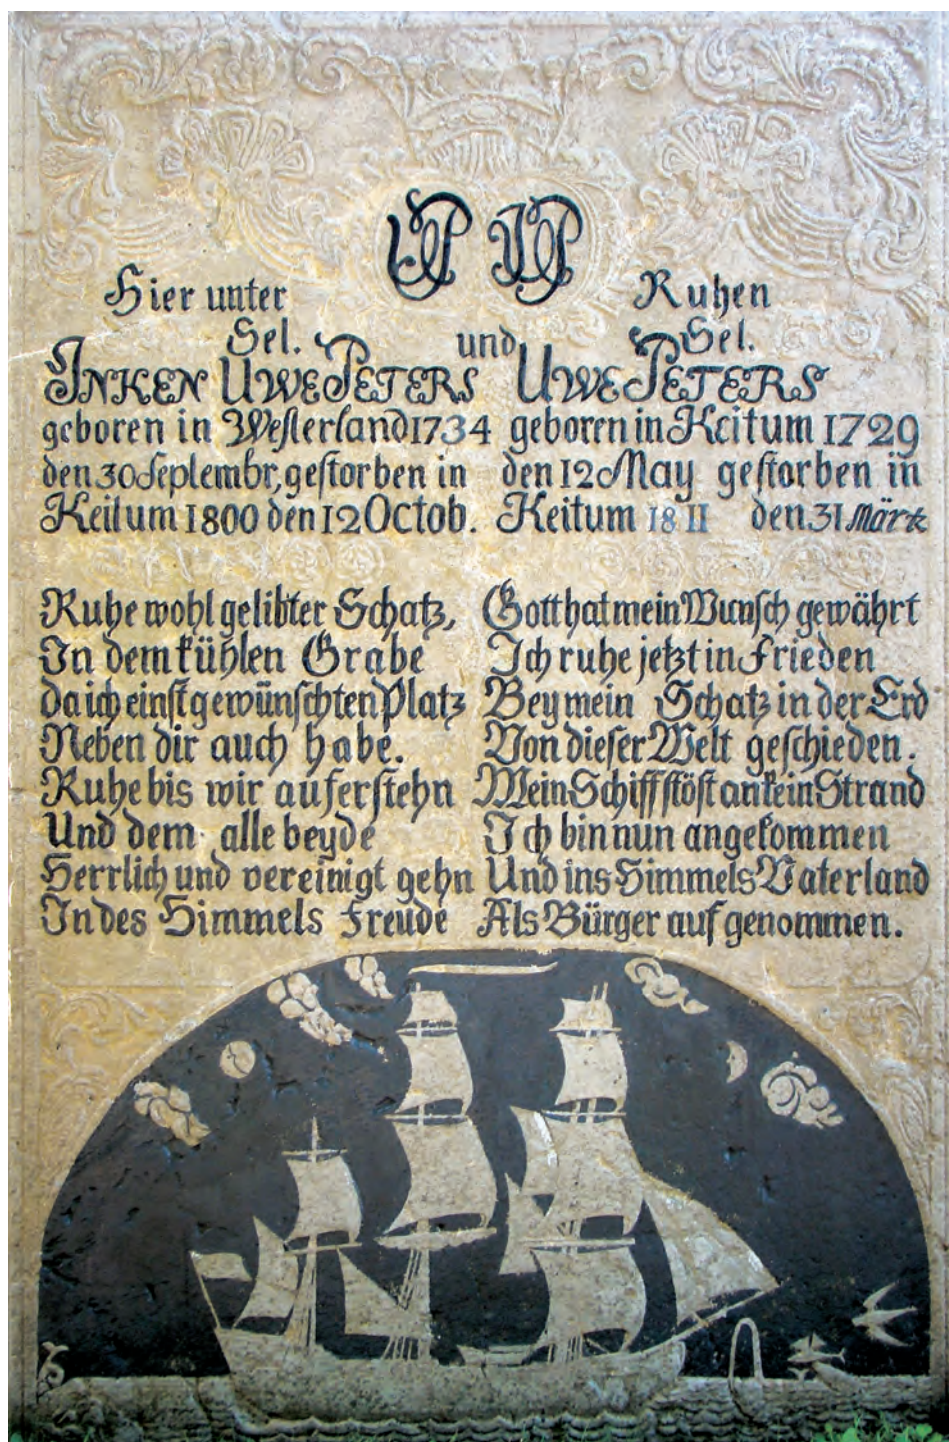 UP IUP
Hier unter Ruhen
Sel. und Sel.
INKEN UWE PETERS UWE PETERS
geboren in Westerland 1734 geboren in Keitum 1729
den 30 Septembr, gestorben in den 12 May gestorben in
Keitum 1800 den 12 Octob. Keitum 1811 den 31 Märtz
Ruhe wohl gelibter Schatz,
In dem kühlen Grabe
Da ich einst gewünschten Platz
Neben dir auch habe.
Ruhe bis wir auferstehn
Und dem alle beyde
Herrlich und vereinigt gehn
In des Himmels Freude
Gott hat mein Wunsch gewährt
Ich ruhe jetzt in Frieden
Bey mein Schatz in der Erd
Von dieser Welt geschieden.
Mein Schiff stöst an kein Strand
Ich bin nun angekommen
Und ins Himmels Vaterland
Als Bürger auf genommen.